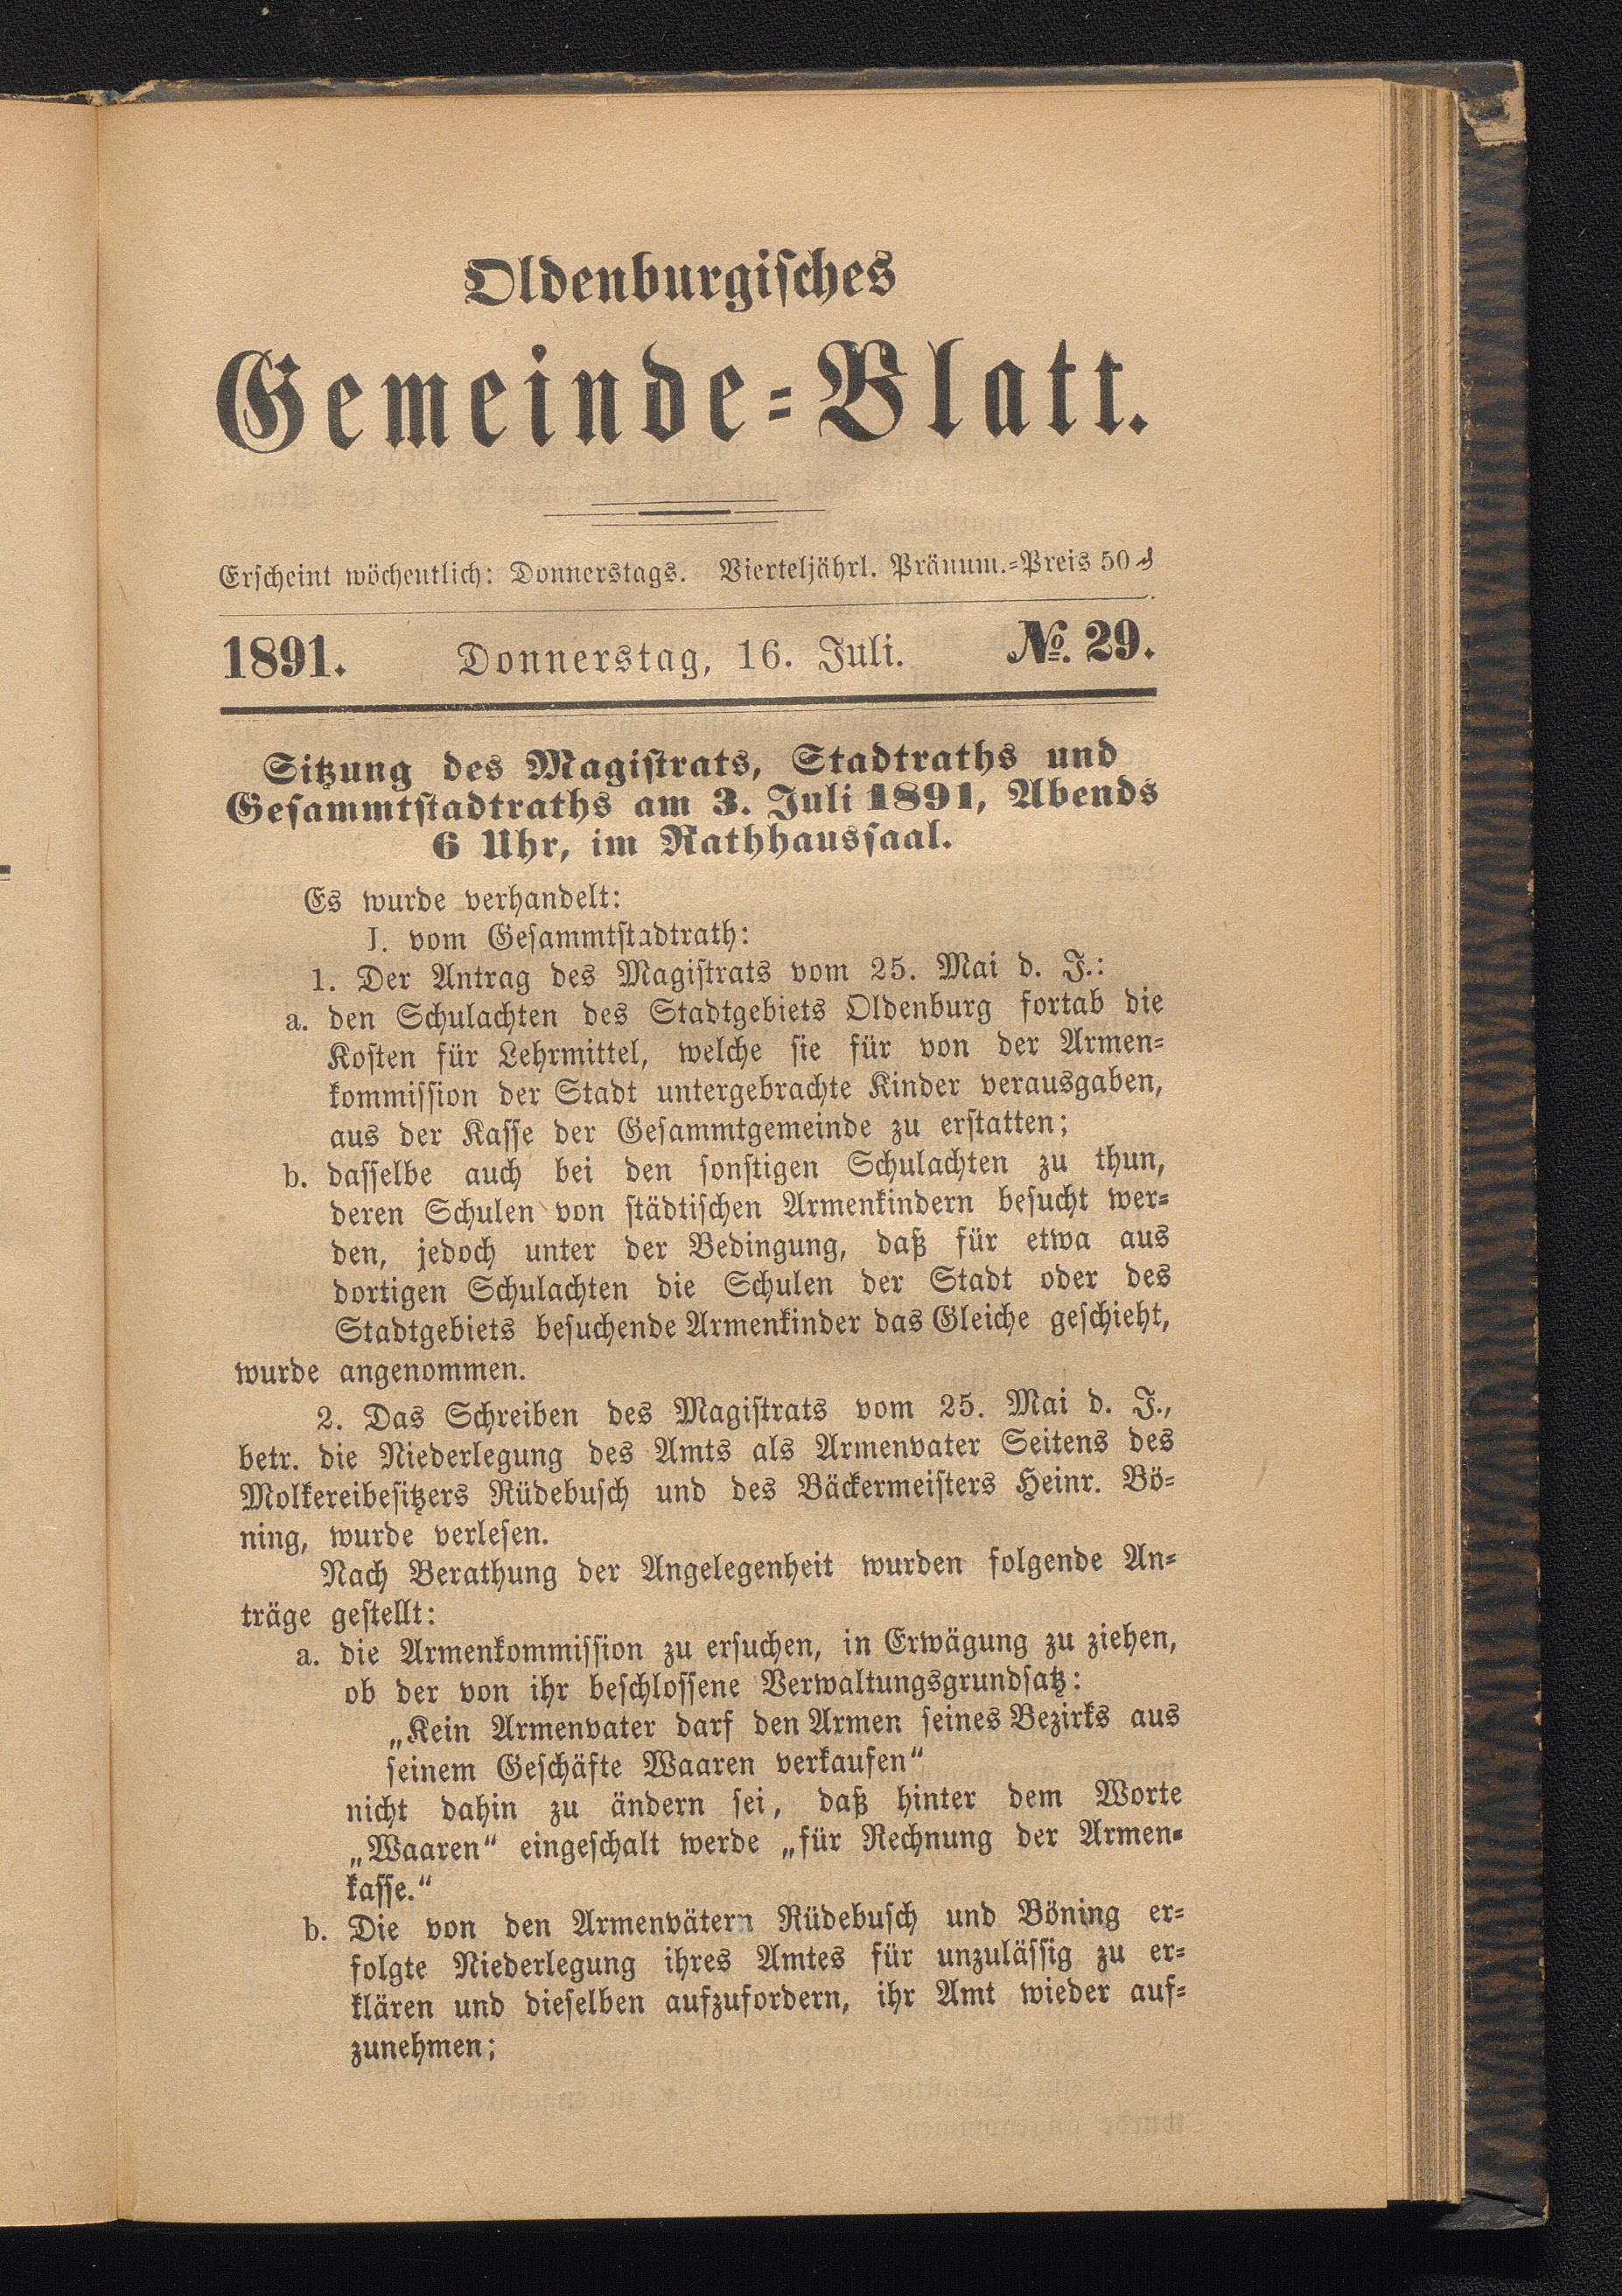 Oldenburgisches
Gemeinde-Blatt.
Erscheint wöchentlich: Donnerstags. Vierteljährl. Pränum.-Preis 50 ₰
1891. Donnerstag, 16. Juli. №. 29.
Sitzung des Magistrats, Stadtraths und
Gesammtstadtraths am 3. Juli 1891, Abends
6 Uhr, im Rathhaussaal.
Es wurde verhandelt:
I. vom Gesammtstadtrath:
1. Der Antrag des Magistrats vom 25. Mai d. J.:
a. den Schulachten des Stadtgebiets Oldenburg fortab die
Kosten für Lehrmittel, welche sie für von der Armen-
kommission der Stadt untergebrachte Kinder verausgaben,
aus der Kasse der Gesammtgemeinde zu erstatten;
b. dasselbe auch bei den sonstigen Schulachten zu thun,
deren Schulen von städtischen Armenkindern besucht wer-
den, jedoch unter der Bedingung, daß für etwa aus
dortigen Schulachten die Schulen der Stadt oder des
Stadtgebiets besuchende Armenkinder das Gleiche geschieht,
wurde angenommen.
2. Das Schreiben des Magistrats vom 25. Mai d. J.,
betr. die Niederlegung des Amts als Armenvater Seitens des
Molkereibesitzers Rüdebusch und des Bäckermeisters Heinr. Bö-
ning, wurde verlesen.
Nach Berathung der Angelegenheit wurden folgende An-
träge gestellt:
a. die Armenkommission zu ersuchen, in Erwägung zu ziehen,
ob der von ihr beschlossene Verwaltungsgrundsatz:
„Kein Armenvater darf den Armen seines Bezirks aus
seinem Geschäfte Waaren verkaufen“
nicht dahin zu ändern sei, daß hinter dem Worte
„Waaren“ eingeschalt werde „für Rechnung der Armen-
kasse.“
b. Die von den Armenvätern Rüdebusch und Böning er-
folgte Niederlegung ihres Amtes für unzulässig zu er-
klären und dieselben aufzufordern, ihr Amt wieder auf-
zunehmen;